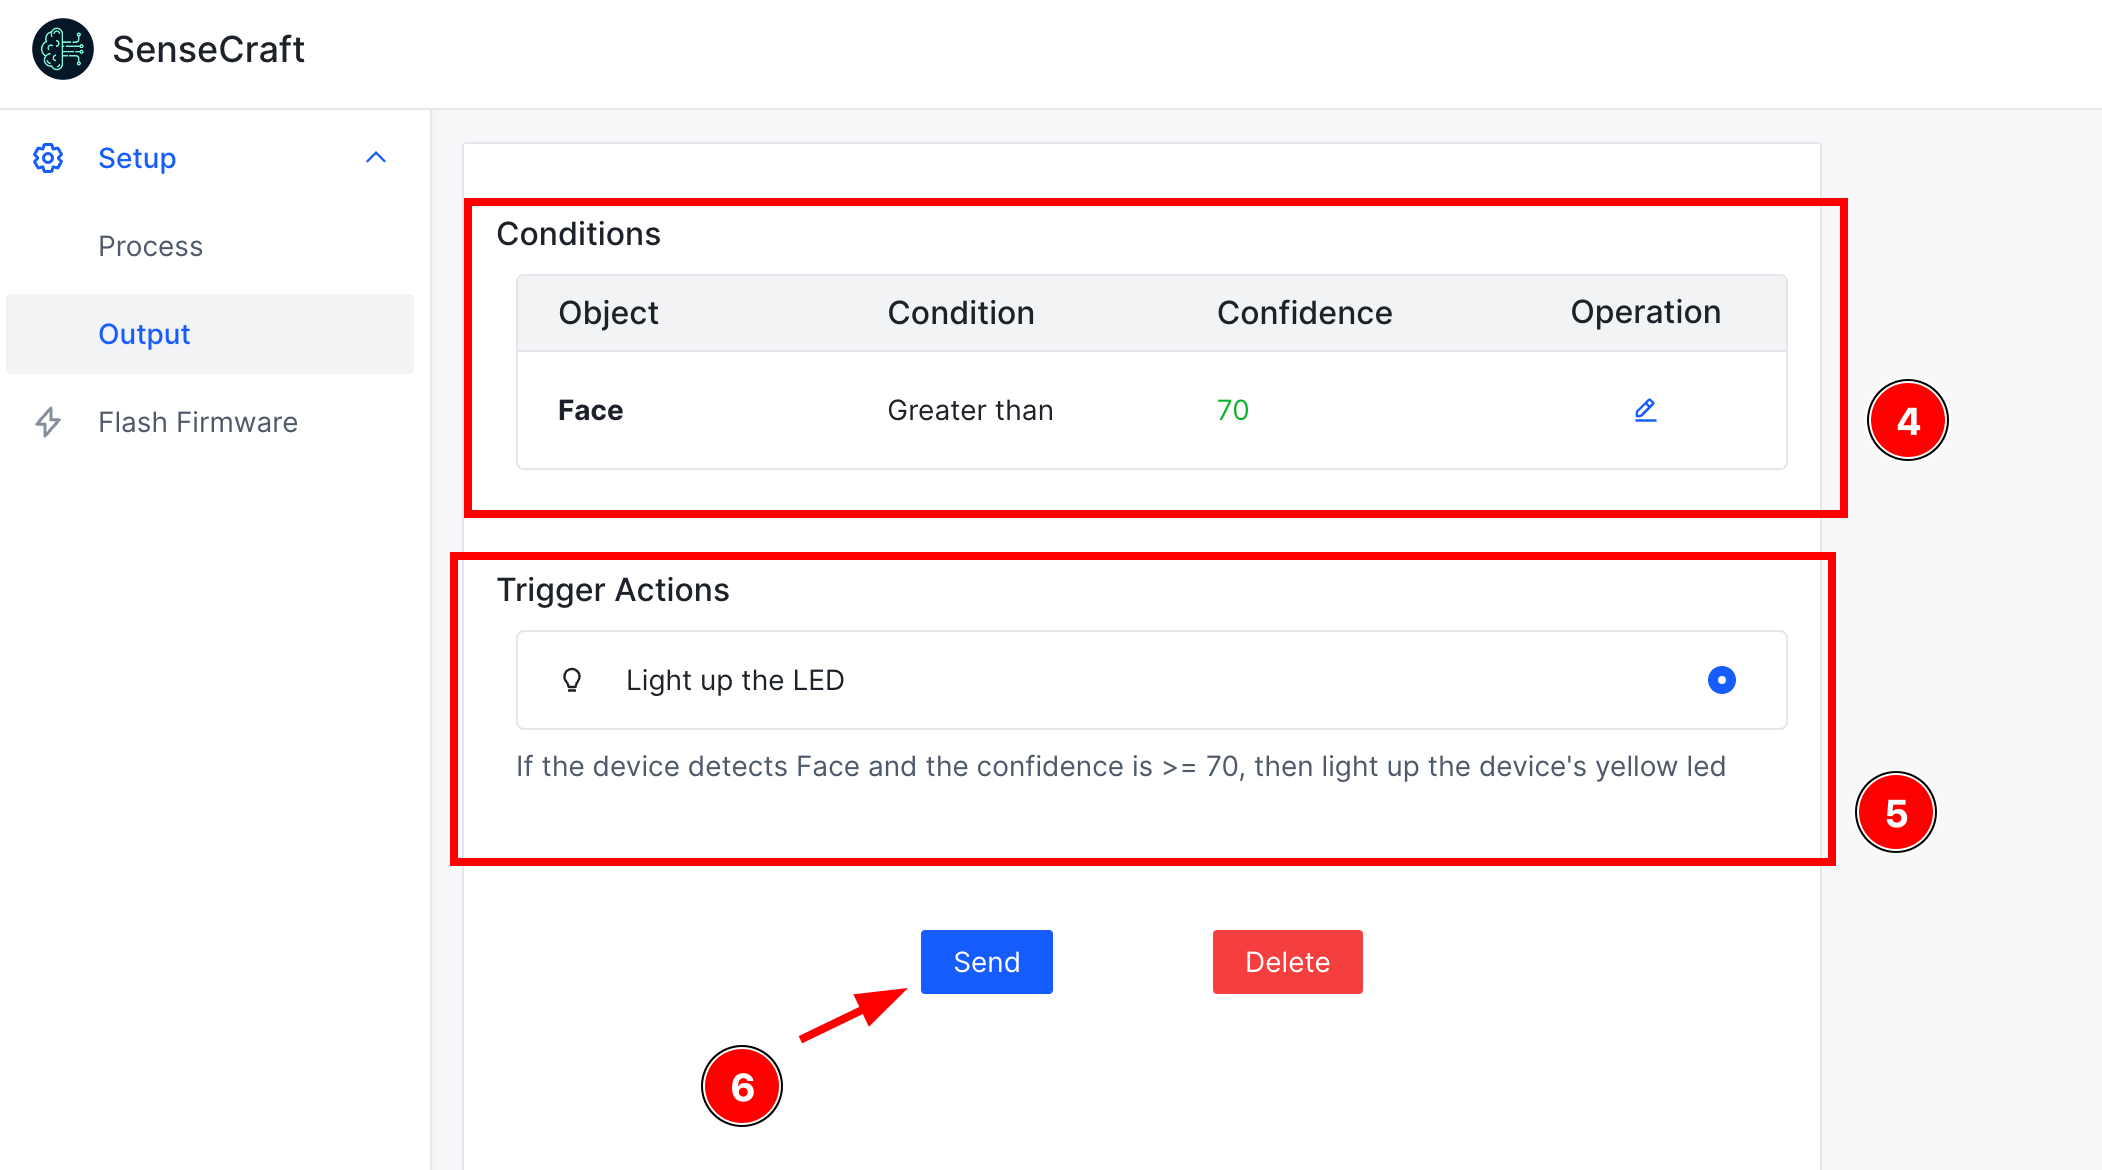 SenseCraft
Setup
Process
Output
Flash Firmware
Conditions
Object Condition Confidence Operation
Face Greater than 70
4
Trigger Actions
Light up the LED
If the device detects Face and the confidence is >= 70, then light up the device's yellow led
5
Send Delete
6